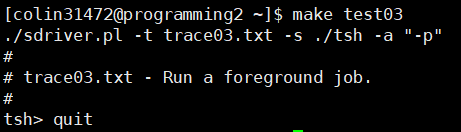 [colin31472@programming2 ~]$ make test03
./sdriver.pl -t trace03.txt -s ./tsh -a "-p"
#
# trace03.txt - Run a foreground job.
#
tsh> quit